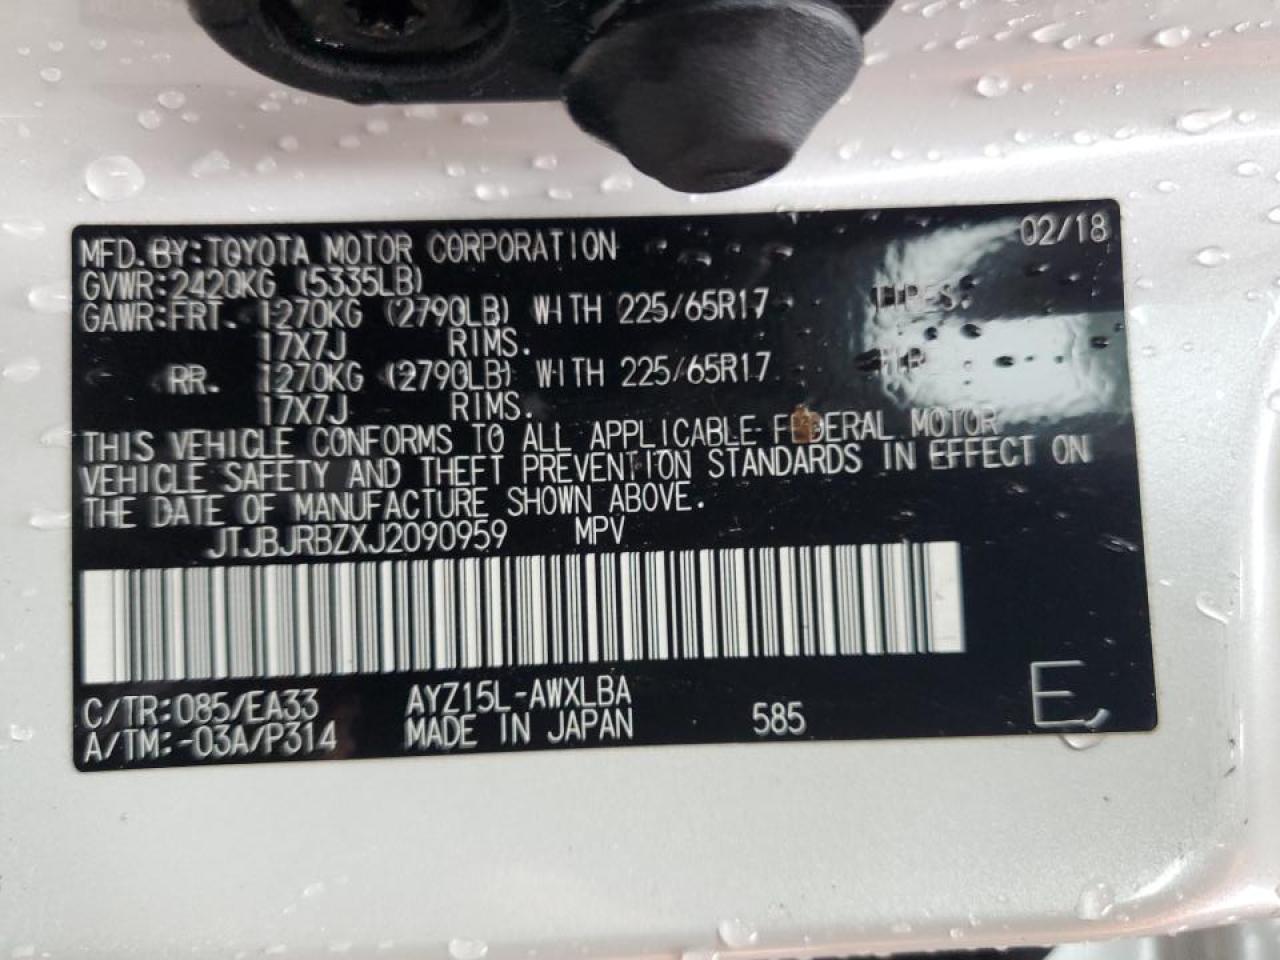 MFD.BY:TOYOTA MOTOR CORPORATION 02/18
GVWR:2420KG (5335LB)
GAWR:FRT. 1270KG (2790LB) WITH 225/65R17 TIRES,
17X7J RIMS.
RR. 1270KG (2790LB) WITH 225/65R17
17X7J RIMS.
THIS VEHICLE CONFORMS TO ALL APPLICABLE FEDERAL MOTOR
VEHICLE SAFETY AND THEFT PREVENTION STANDARDS IN EFFECT ON
THE DATE OF MANUFACTURE SHOWN ABOVE.
JTJBJRBZXJ2090959 MPV
C/TR:085/EA33 AYZ15L-AWXLBA
A/TM:-03A/P314 MADE IN JAPAN 585 E